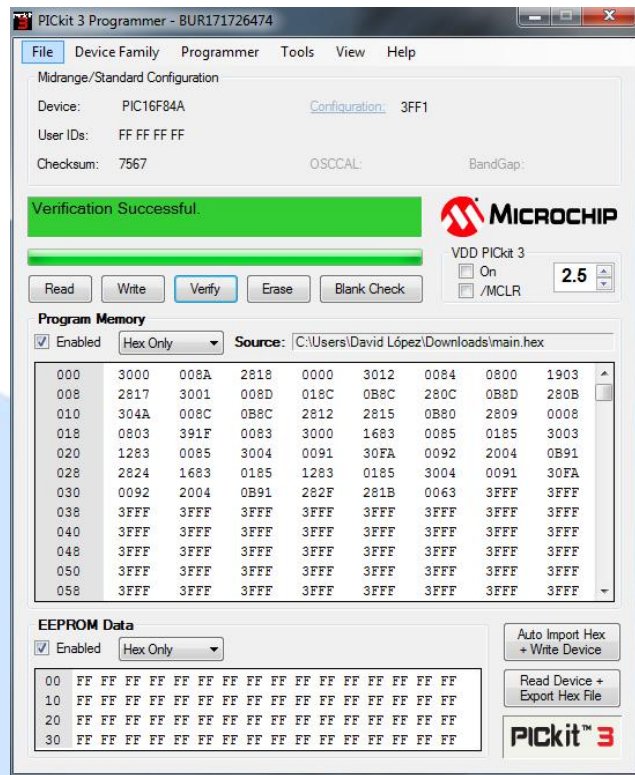 PICkit 3 Programmer - BUR171726474
File Device Family Programmer Tools View Help
Midrange/Standard Configuration
Device: PIC16F84A Configuration: 3FF1
User IDs: FF FF FF FF
Checksum: 7567 OSCCAL: BandGap:
Verification Successful.
MICROCHIP
VDD PICkit 3
On
/MCLR
2.5
Read Write Verify Erase Blank Check
Program Memory
Enabled Hex Only Source: C:\Users\David López\Downloads\main.hex
000 3000 008A 2818 0000 3012 0084 0800 1903
008 2817 3001 008D 018C 0B8C 280C 0B8D 280B
010 304A 008C 0B8C 2812 2815 0B80 2809 0008
018 0803 391F 0083 3000 1683 0085 0185 3003
020 1283 0085 3004 0091 30FA 0092 2004 0B91
028 2824 1683 0185 1283 0185 3004 0091 30FA
030 0092 2004 0B91 282F 281B 0063 3FFF 3FFF
038 3FFF 3FFF 3FFF 3FFF 3FFF 3FFF 3FFF 3FFF
040 3FFF 3FFF 3FFF 3FFF 3FFF 3FFF 3FFF 3FFF
048 3FFF 3FFF 3FFF 3FFF 3FFF 3FFF 3FFF 3FFF
050 3FFF 3FFF 3FFF 3FFF 3FFF 3FFF 3FFF 3FFF
058 3FFF 3FFF 3FFF 3FFF 3FFF 3FFF 3FFF 3FFF
EEPROM Data
Enabled Hex Only
00 FF FF FF FF FF FF FF FF FF FF FF FF FF FF FF FF
10 FF FF FF FF FF FF FF FF FF FF FF FF FF FF FF FF
20 FF FF FF FF FF FF FF FF FF FF FF FF FF FF FF FF
30 FF FF FF FF FF FF FF FF FF FF FF FF FF FF FF FF
Auto Import Hex
+ Write Device
Read Device +
Export Hex File
PICkit™ 3